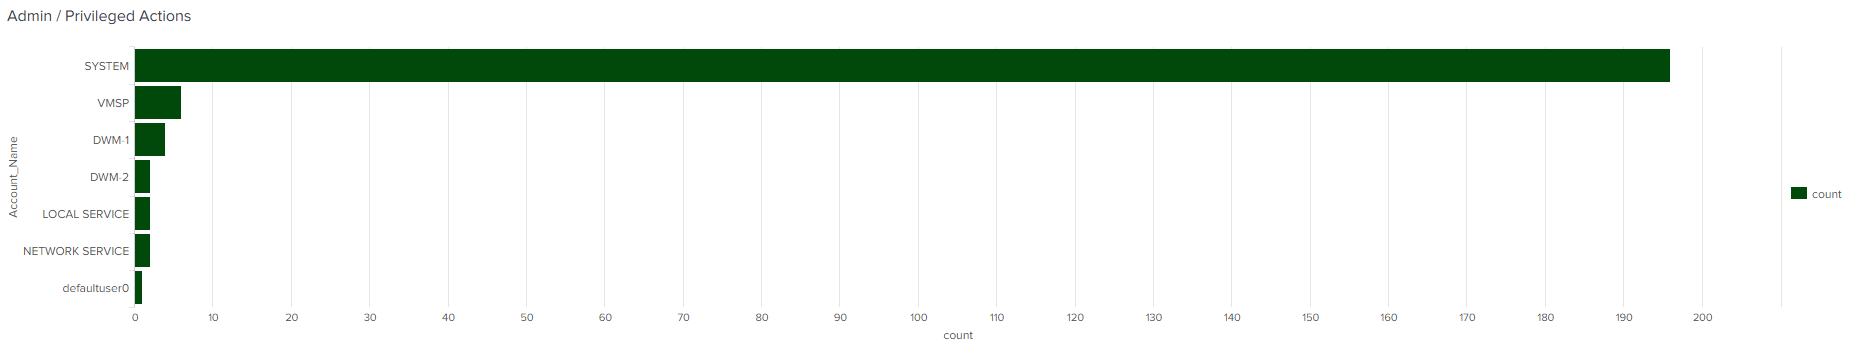 Admin / Privileged Actions
Account_Name
SYSTEM
VMSP
DWM-1
DWM-2
LOCAL SERVICE
NETWORK SERVICE
defaultuser0
0 10 20 30 40 50 60 70 80 90 100 110 120 130 140 150 160 170 180 190 200
count
count